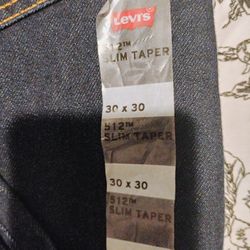 Levi's
512™
SLIM TAPER
30 x 30
512™
SLIM TAPER
30 x 30
512™
SLIM TAPER